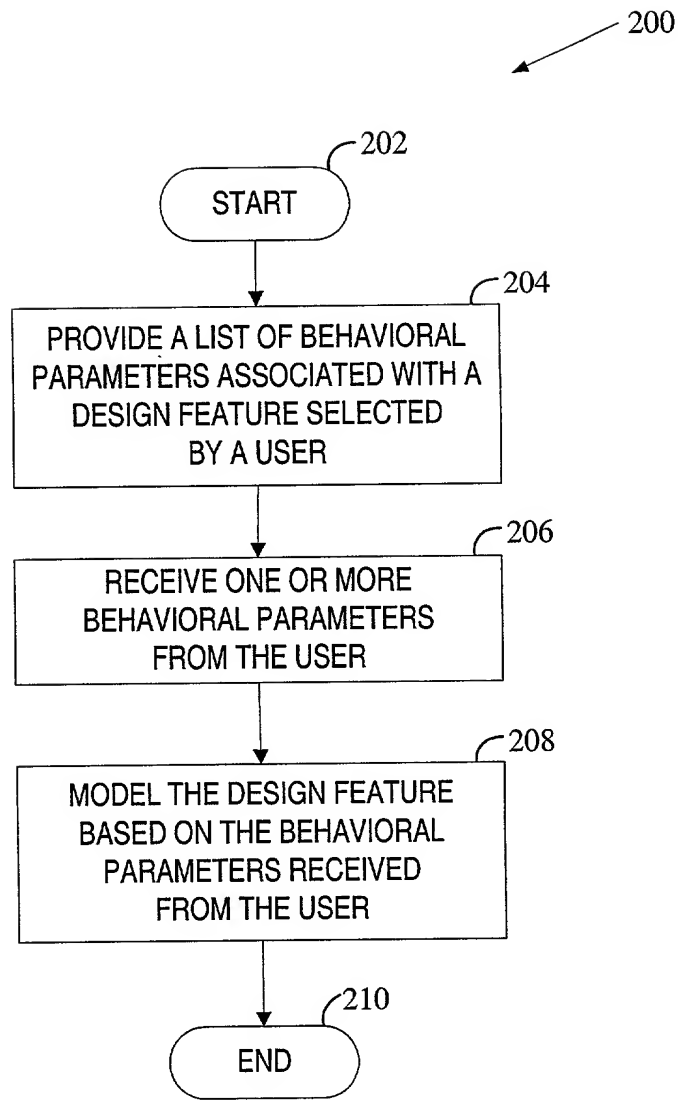 200
202
START
204
PROVIDE A LIST OF BEHAVIORAL
PARAMETERS ASSOCIATED WITH A
DESIGN FEATURE SELECTED
BY A USER
206
RECEIVE ONE OR MORE
BEHAVIORAL PARAMETERS
FROM THE USER
208
MODEL THE DESIGN FEATURE
BASED ON THE BEHAVIORAL
PARAMETERS RECEIVED
FROM THE USER
210
END